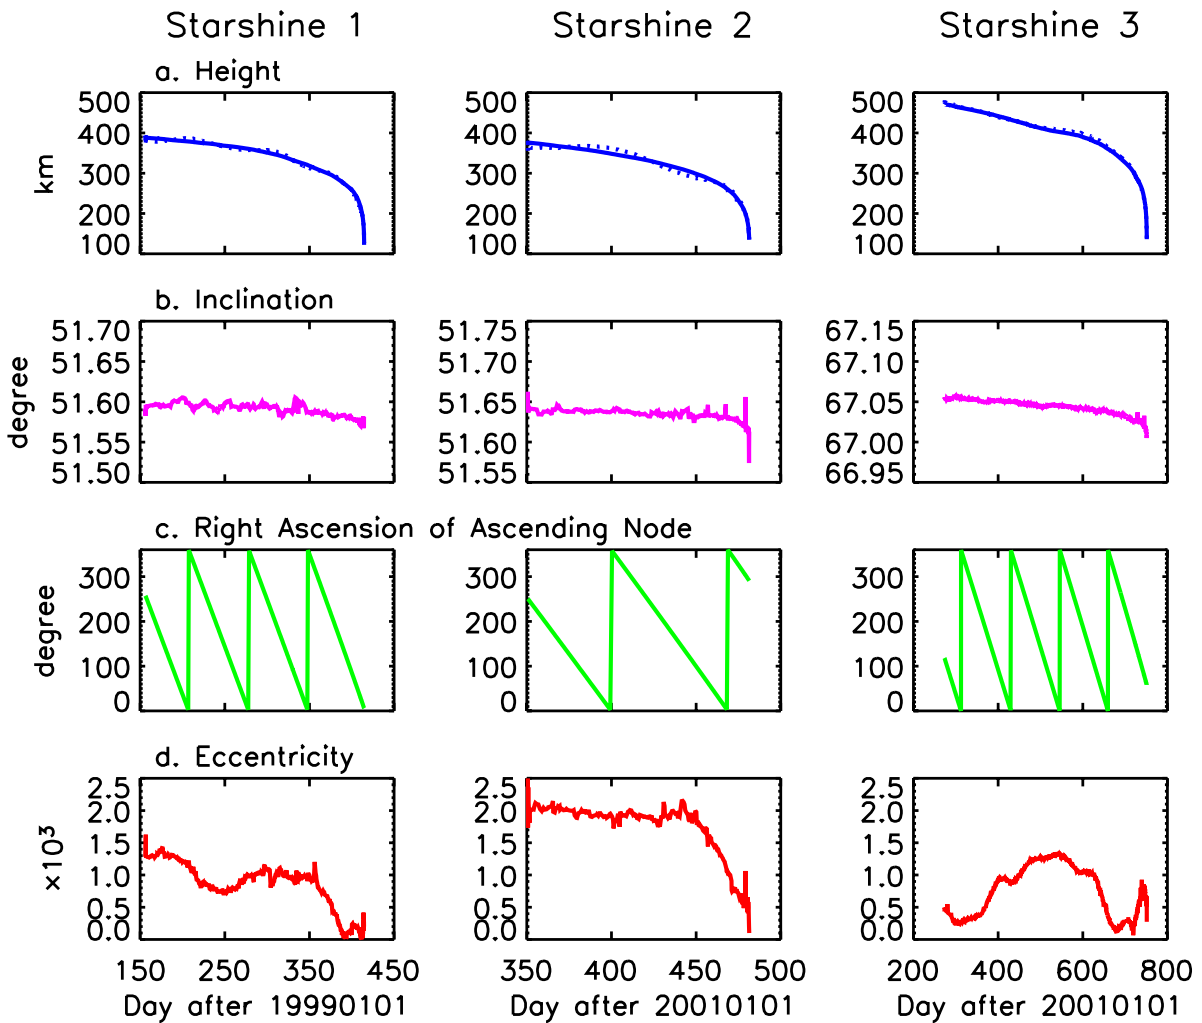 Starshine 1 Starshine 2 Starshine 3
a. Height
500 500 500
400 400 400
km 300 300 300
200 200 200
100 100 100
b. Inclination
51.70 51.75 67.15
51.65 51.70 67.10
degree 51.60 51.65 67.05
51.55 51.60 67.00
51.50 51.55 66.95
c. Right Ascension of Ascending Node
300 300 300
degree 200 200 200
100 100 100
0 0 0
d. Eccentricity
2.5 2.5 2.5
2.0 2.0 2.0
1.5 1.5 1.5
×10³ 1.0 1.0 1.0
0.5 0.5 0.5
0.0 0.0 0.0
150 250 350 450 350 400 450 500 200 400 600 800
Day after 19990101 Day after 20010101 Day after 20010101